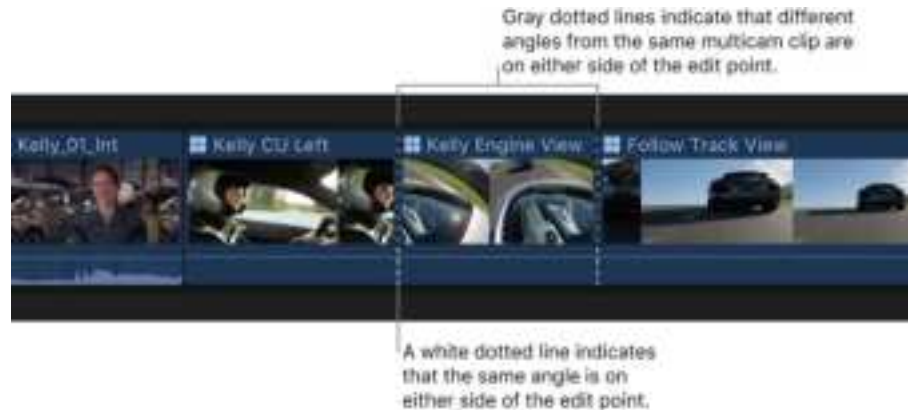 Gray dotted lines indicate that different
angles from the same multicam clip are
on either side of the edit point.
Kelly_01_Int
Kelly CU Left
Kelly Engine View
Follow Track View
A white dotted line indicates
that the same angle is on
either side of the edit point.